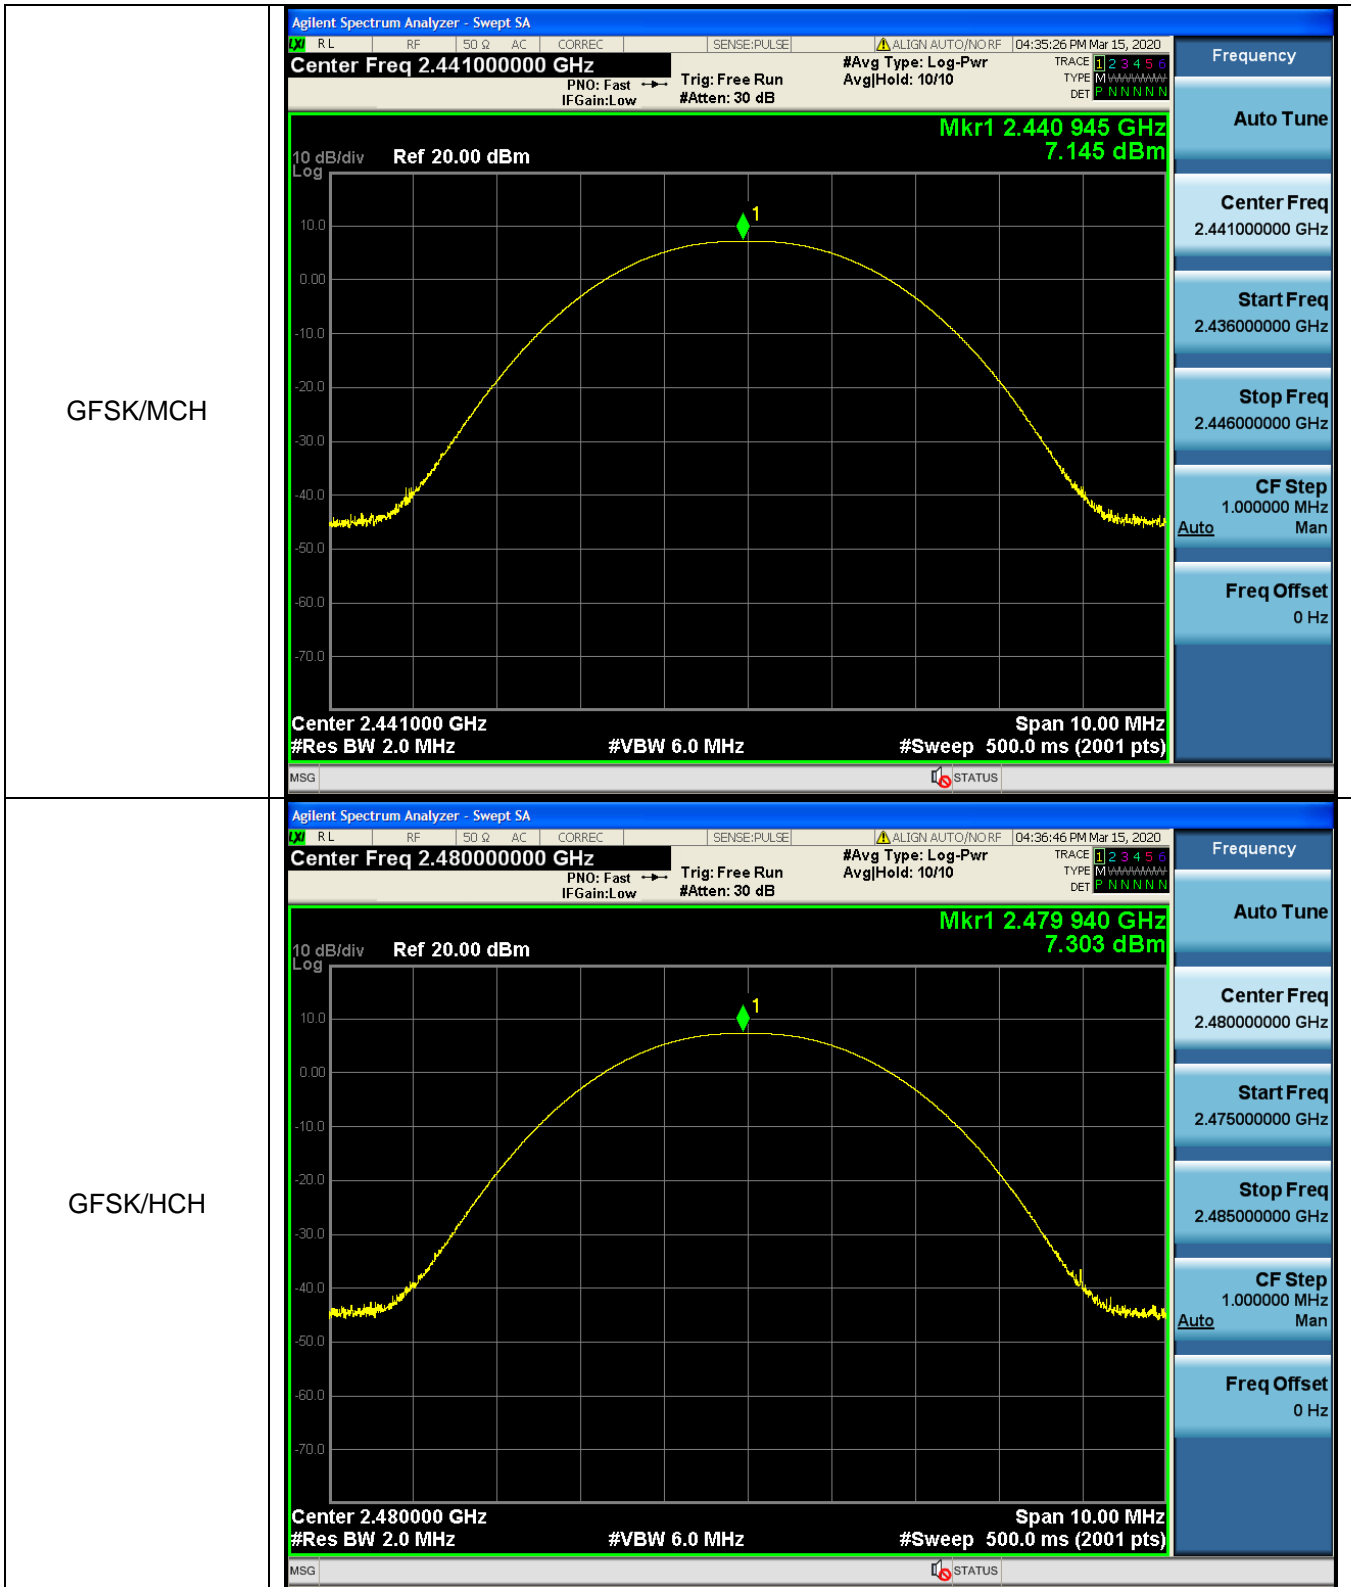 GFSK/MCH
Agilent Spectrum Analyzer - Swept SA
LXI RL RF 50 Ω AC CORREC SENSE:PULSE ALIGN AUTO/NO RF 04:35:26 PM Mar 15, 2020
Center Freq 2.441000000 GHz
PNO: Fast
IFGain:Low
Trig: Free Run
#Atten: 30 dB
#Avg Type: Log-Pwr
Avg|Hold: 10/10
TRACE 1 2 3 4 5 6
TYPE M WWWWW
DET P N N N N N
Mkr1 2.440 945 GHz
7.145 dBm
10 dB/div Ref 20.00 dBm
Log
1
10.0
0.00
-10.0
-20.0
-30.0
-40.0
-50.0
-60.0
-70.0
Center 2.441000 GHz Span 10.00 MHz
#Res BW 2.0 MHz #VBW 6.0 MHz #Sweep 500.0 ms (2001 pts)
MSG STATUS
Frequency
Auto Tune
Center Freq
2.441000000 GHz
Start Freq
2.436000000 GHz
Stop Freq
2.446000000 GHz
CF Step
1.000000 MHz
Auto Man
Freq Offset
0 Hz
GFSK/HCH
Agilent Spectrum Analyzer - Swept SA
LXI RL RF 50 Ω AC CORREC SENSE:PULSE ALIGN AUTO/NO RF 04:36:46 PM Mar 15, 2020
Center Freq 2.480000000 GHz
PNO: Fast
IFGain:Low
Trig: Free Run
#Atten: 30 dB
#Avg Type: Log-Pwr
Avg|Hold: 10/10
TRACE 1 2 3 4 5 6
TYPE M WWWWW
DET P N N N N N
Mkr1 2.479 940 GHz
7.303 dBm
10 dB/div Ref 20.00 dBm
Log
1
10.0
0.00
-10.0
-20.0
-30.0
-40.0
-50.0
-60.0
-70.0
Center 2.480000 GHz Span 10.00 MHz
#Res BW 2.0 MHz #VBW 6.0 MHz #Sweep 500.0 ms (2001 pts)
MSG STATUS
Frequency
Auto Tune
Center Freq
2.480000000 GHz
Start Freq
2.475000000 GHz
Stop Freq
2.485000000 GHz
CF Step
1.000000 MHz
Auto Man
Freq Offset
0 Hz